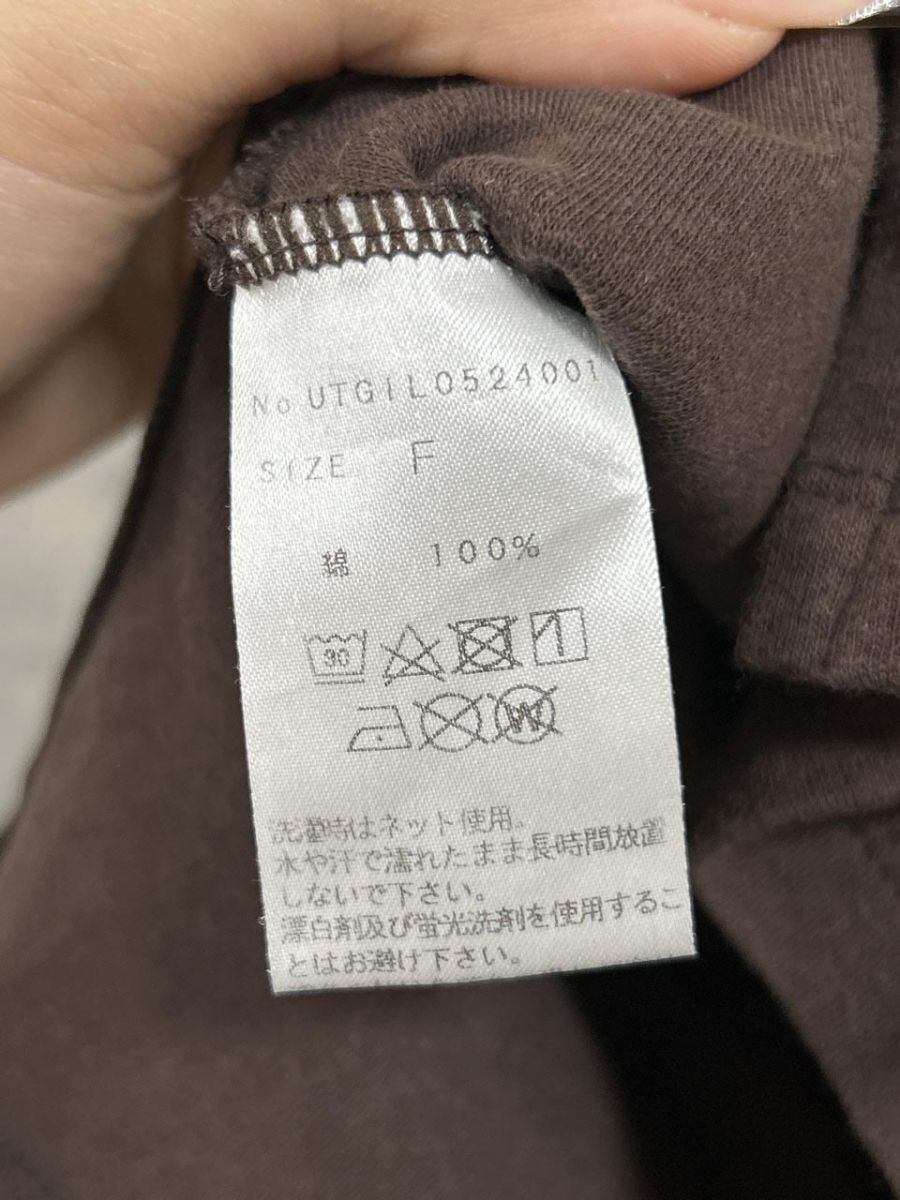 No UTGIL0524001
SIZE F
綿 100%
30
W
洗濯時はネット使用。
水や汗で濡れたまま長時間放置
しないで下さい。
漂白剤及び蛍光洗剤を使用するこ
とはお避け下さい。